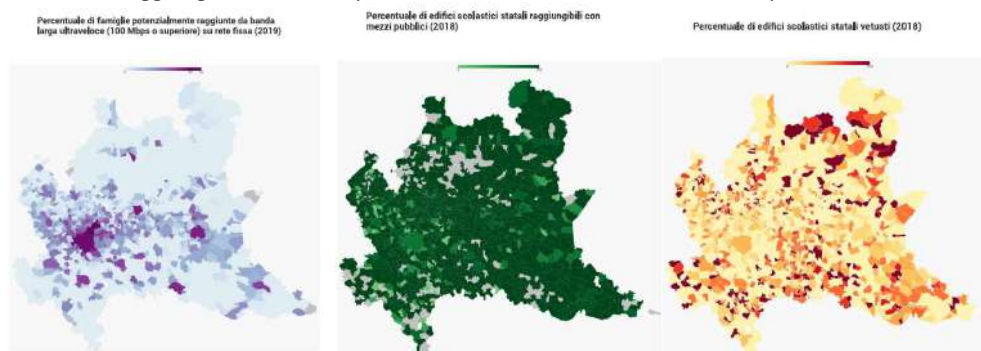 Percentuale di famiglie potenzialmente raggiunte da banda
larga ultraveloce (100 Mbps o superiore) su rete fissa (2019)
Percentuale di edifici scolastici statali raggiungibili con
mezzi pubblici (2018)
Percentuale di edifici scolastici statali vetusti (2018)